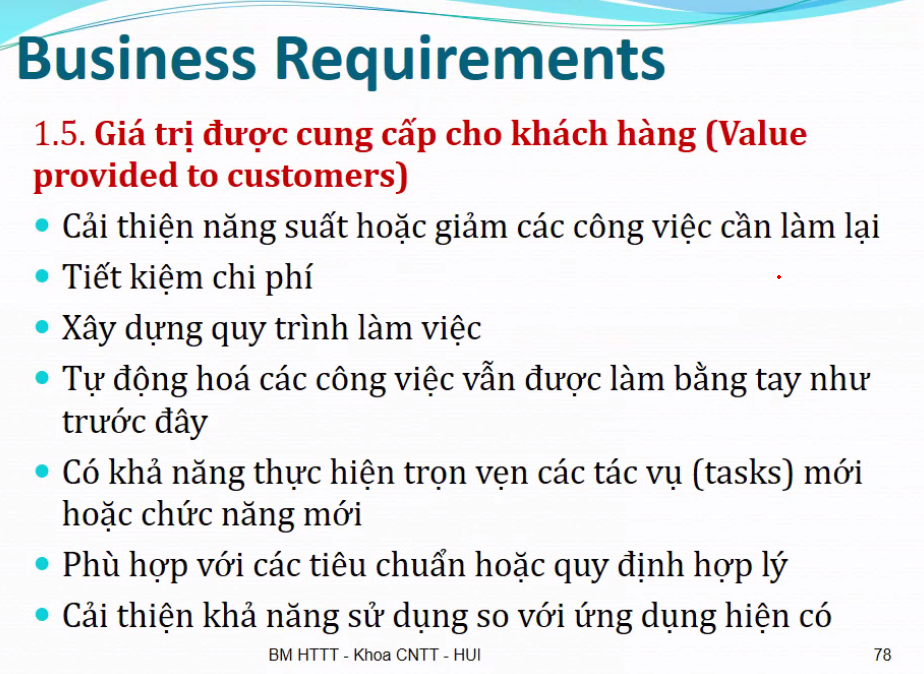 Business Requirements
1.5. Giá trị được cung cấp cho khách hàng (Value
provided to customers)
• Cải thiện năng suất hoặc giảm các công việc cần làm lại
• Tiết kiệm chi phí
• Xây dựng quy trình làm việc
• Tự động hoá các công việc vẫn được làm bằng tay như
trước đây
• Có khả năng thực hiện trọn vẹn các tác vụ (tasks) mới
hoặc chức năng mới
• Phù hợp với các tiêu chuẩn hoặc quy định hợp lý
• Cải thiện khả năng sử dụng so với ứng dụng hiện có
BM HTTT - Khoa CNTT - HUI
78